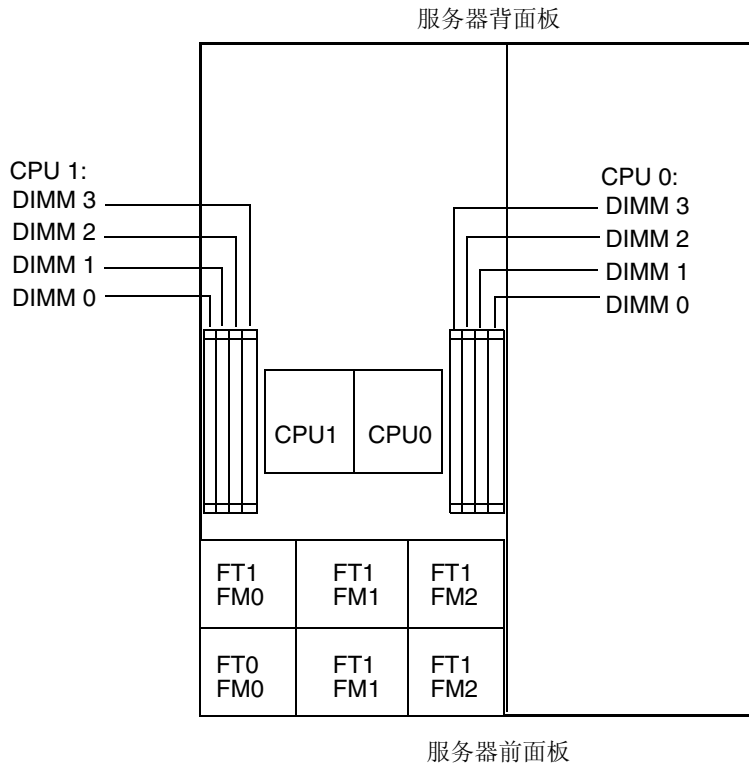 服务器背面板
CPU 1:
DIMM 3
DIMM 2
DIMM 1
DIMM 0
CPU 0:
DIMM 3
DIMM 2
DIMM 1
DIMM 0
CPU1
CPU0
FT1
FM0
FT1
FM1
FT1
FM2
FT0
FM0
FT1
FM1
FT1
FM2
服务器前面板